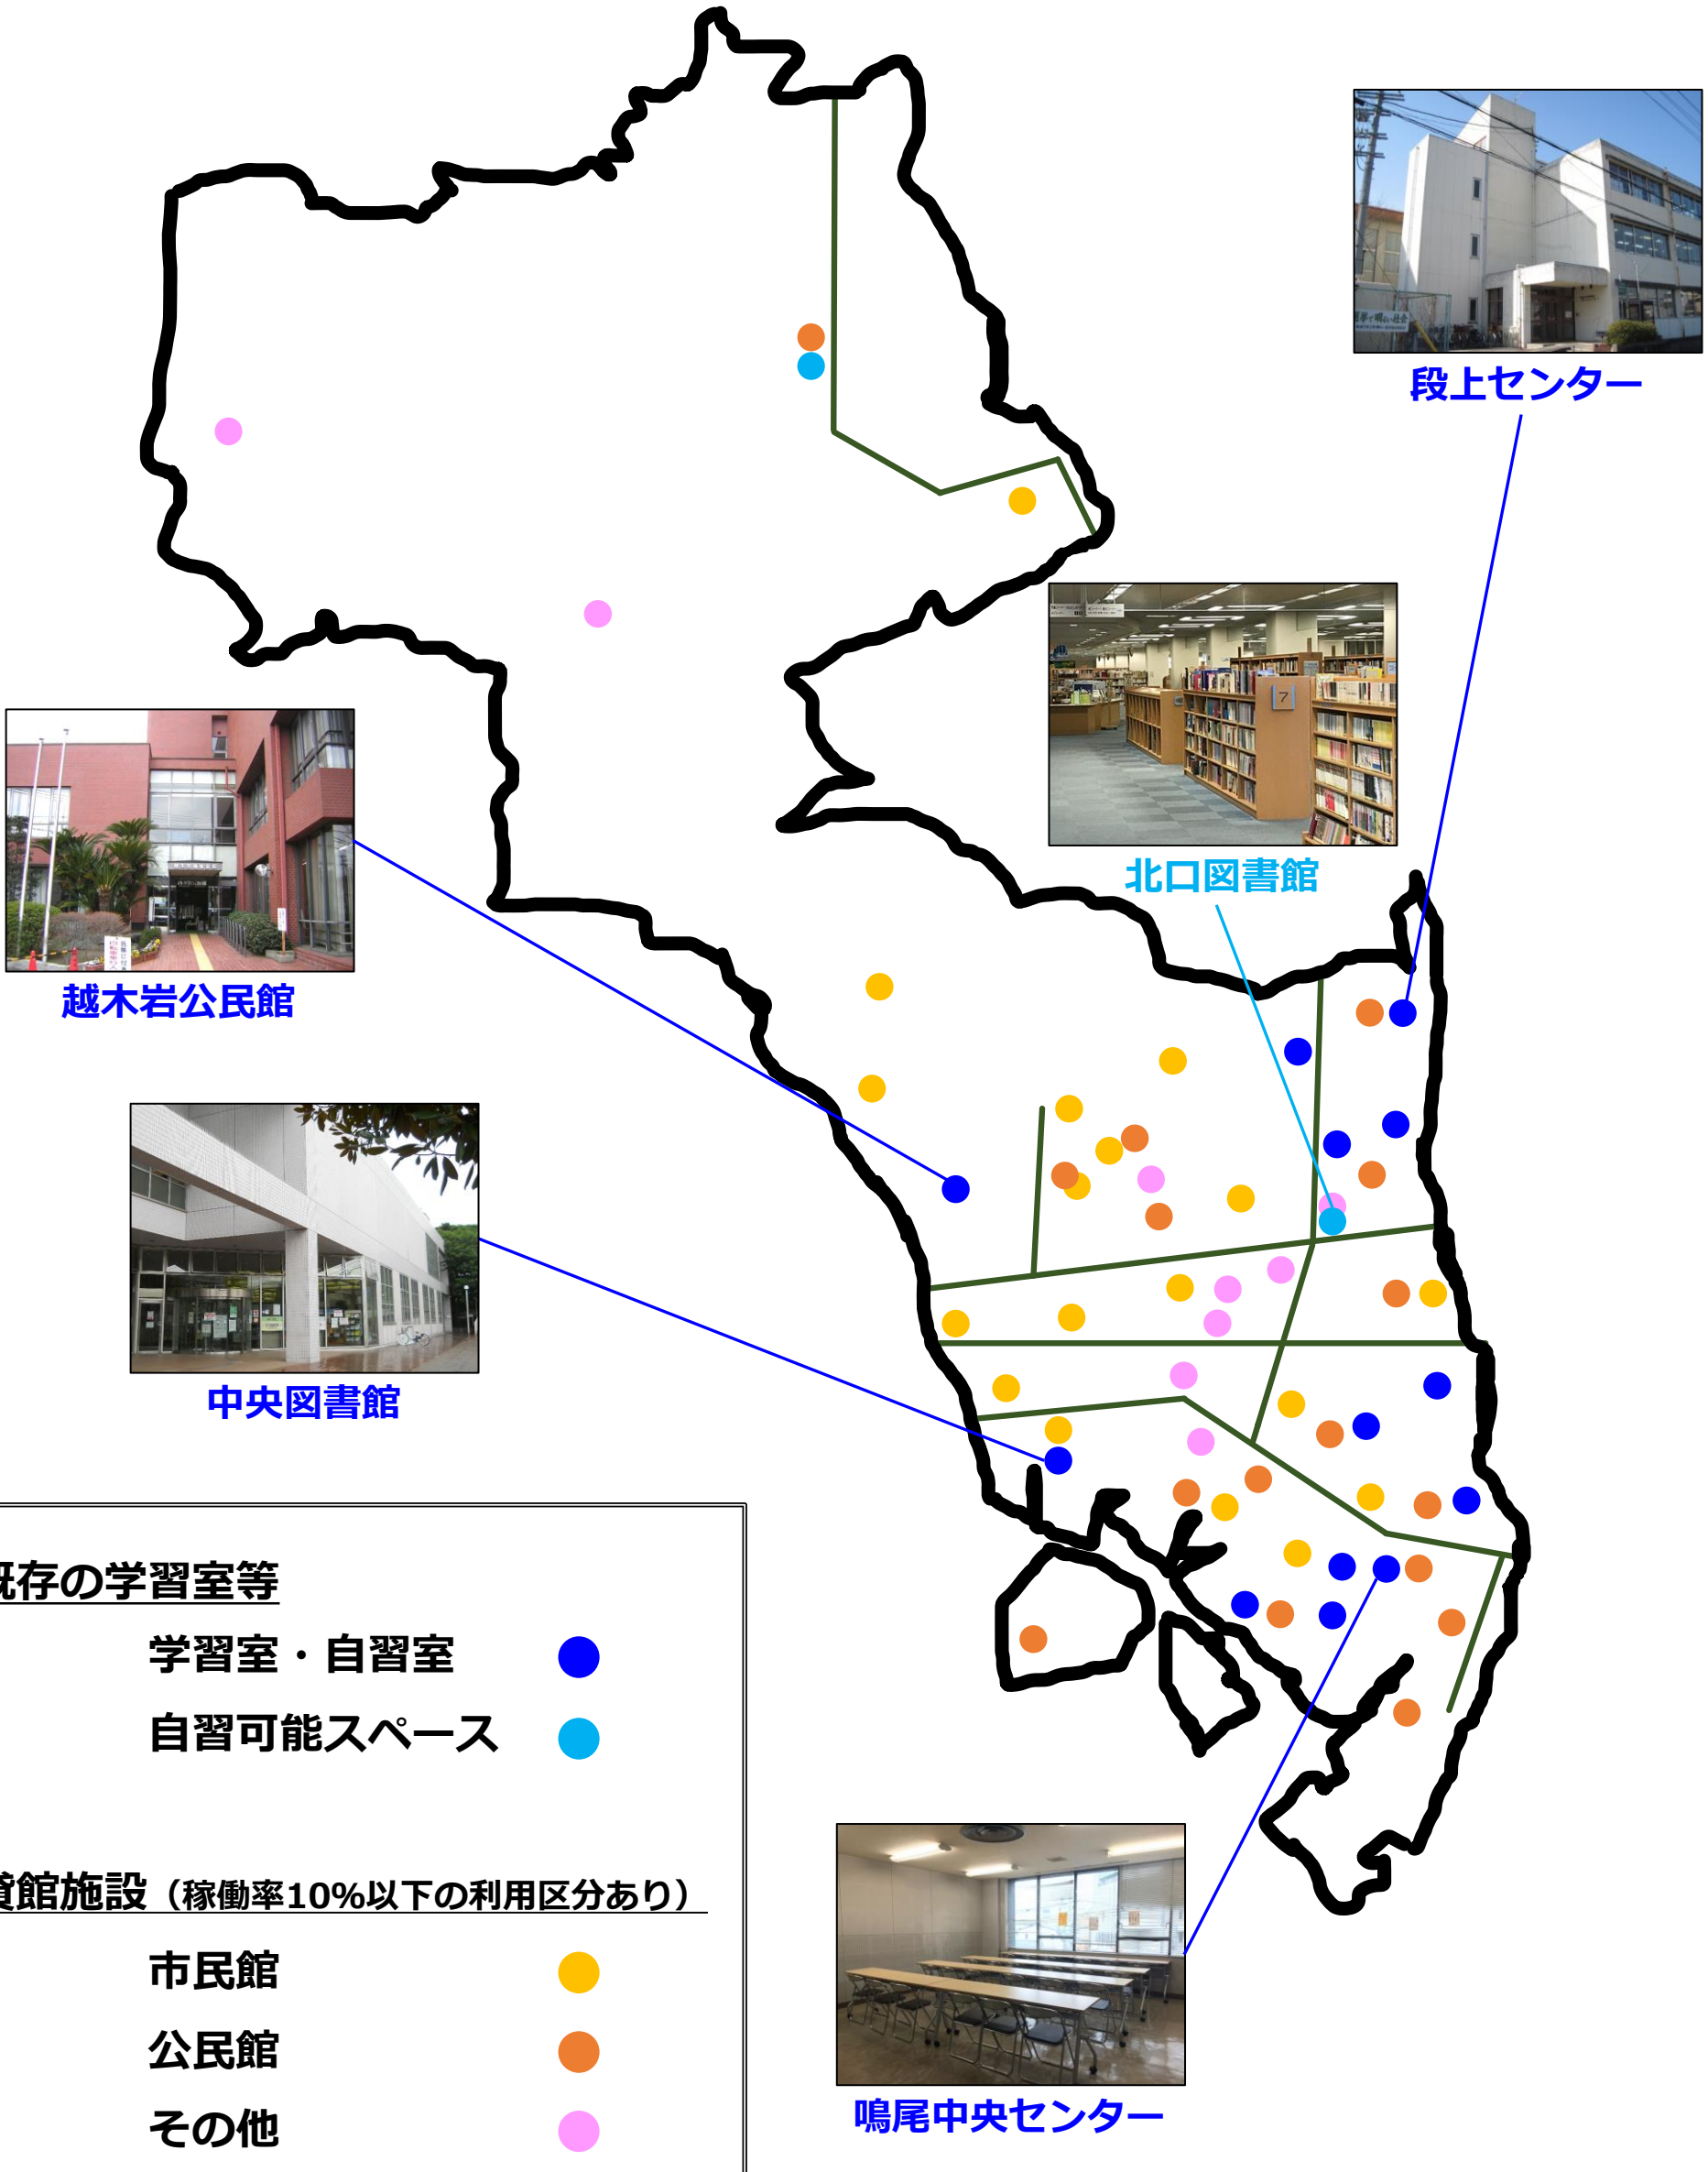 段上センター
北口図書館
7
越木岩公民館
中央図書館
既存の学習室等
学習室・自習室
自習可能スペース
貸館施設（稼働率10%以下の利用区分あり）
市民館
公民館
その他
鳴尾中央センター